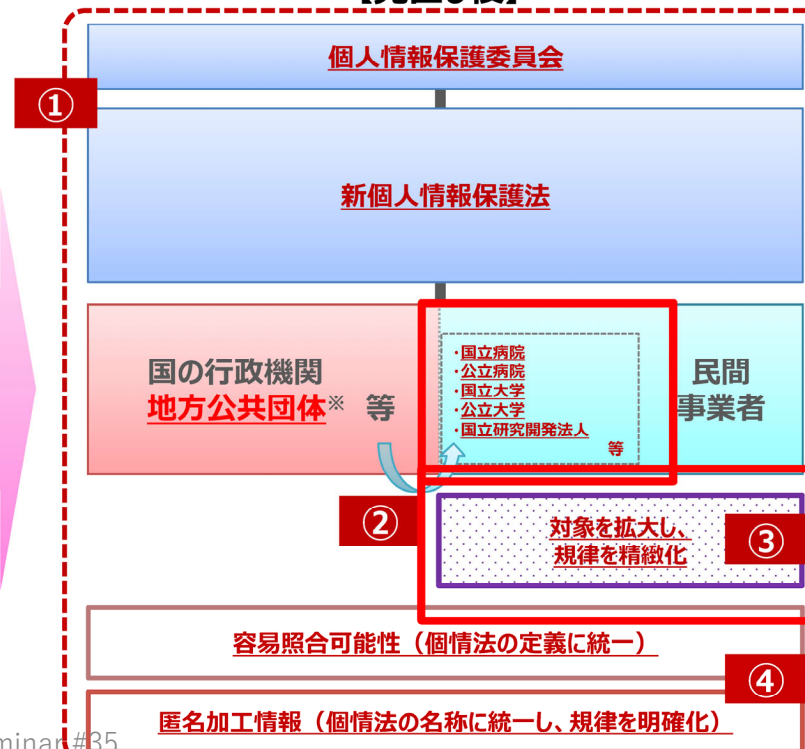 【見直し後】
個人情報保護委員会
①
新個人情報保護法
国の行政機関
地方公共団体※ 等
・国立病院
・公立病院
・国立大学
・公立大学
・国立研究開発法人
等
民間
事業者
②
対象を拡大し、
規律を精緻化
③
容易照合可能性（個情法の定義に統一）
④
匿名加工情報（個情法の名称に統一し、規律を明確化）
minar #35